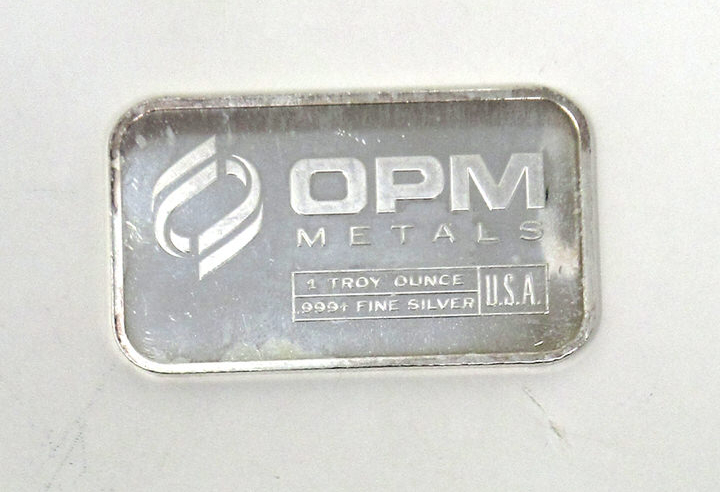 OPM
METALS
1 TROY OUNCE
.999+ FINE SILVER
U.S.A.